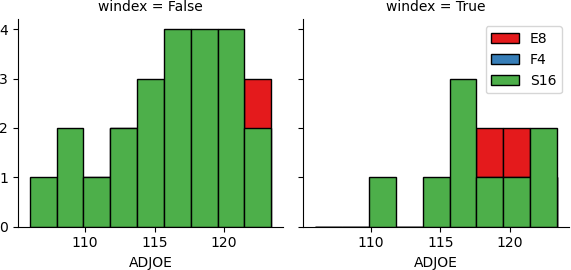 windex = False
windex = True
E8
F4
S16
4
3
2
1
0
110 115 120
110 115 120
ADJOE
ADJOE